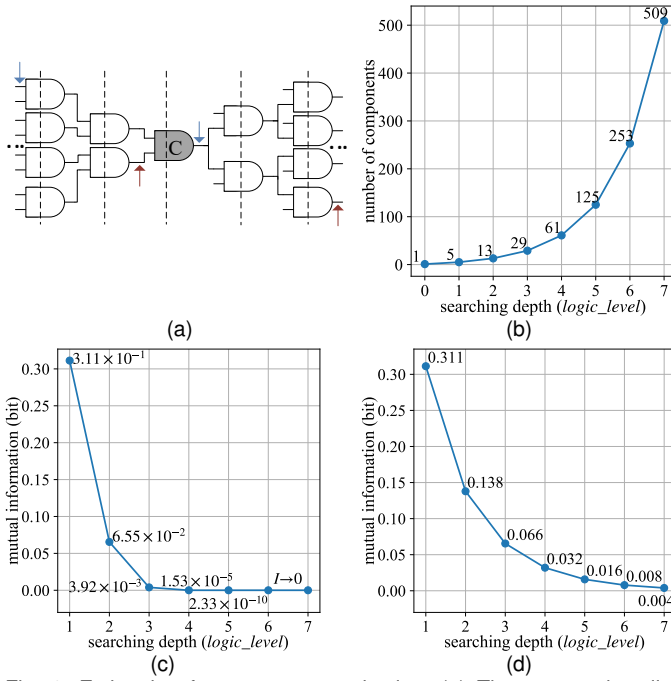 C
...
...
(a)
number of components
500
400
300
200
100
0
1
5
13
29
61
125
253
509
0 1 2 3 4 5 6 7
searching depth (logic_level)
(b)
mutual information (bit)
0.30
0.25
0.20
0.15
0.10
0.05
0.00
3.11×10⁻¹
6.55×10⁻²
3.92×10⁻³
1.53×10⁻⁵
2.33×10⁻¹⁰
I→0
1 2 3 4 5 6 7
searching depth (logic_level)
(c)
mutual information (bit)
0.30
0.25
0.20
0.15
0.10
0.05
0.00
0.311
0.138
0.066
0.032
0.016
0.008
0.004
1 2 3 4 5 6 7
searching depth (logic_level)
(d)